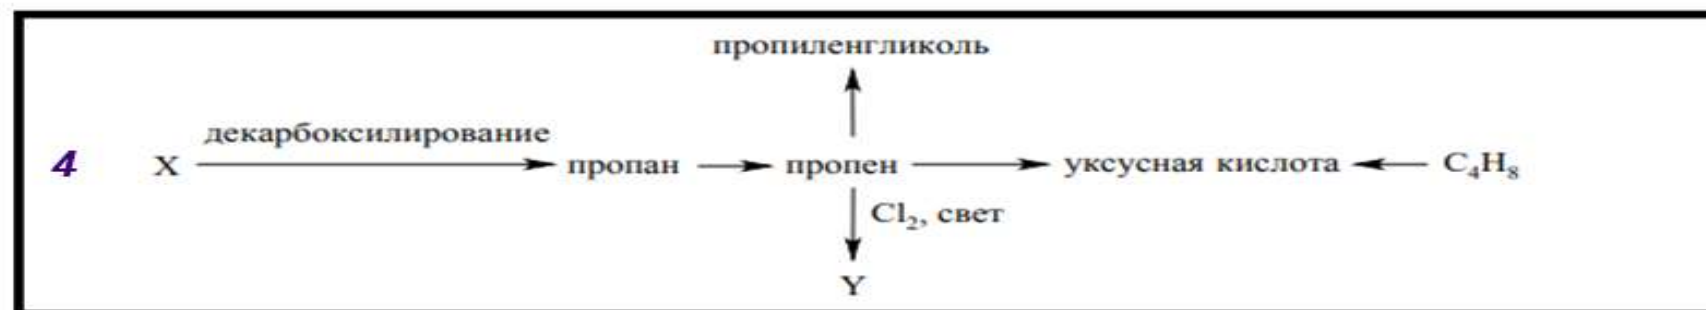 пропиленгликоль
декарбоксилирование
4 X пропан пропен уксусная кислота C₄H₈
Cl₂, свет
Y